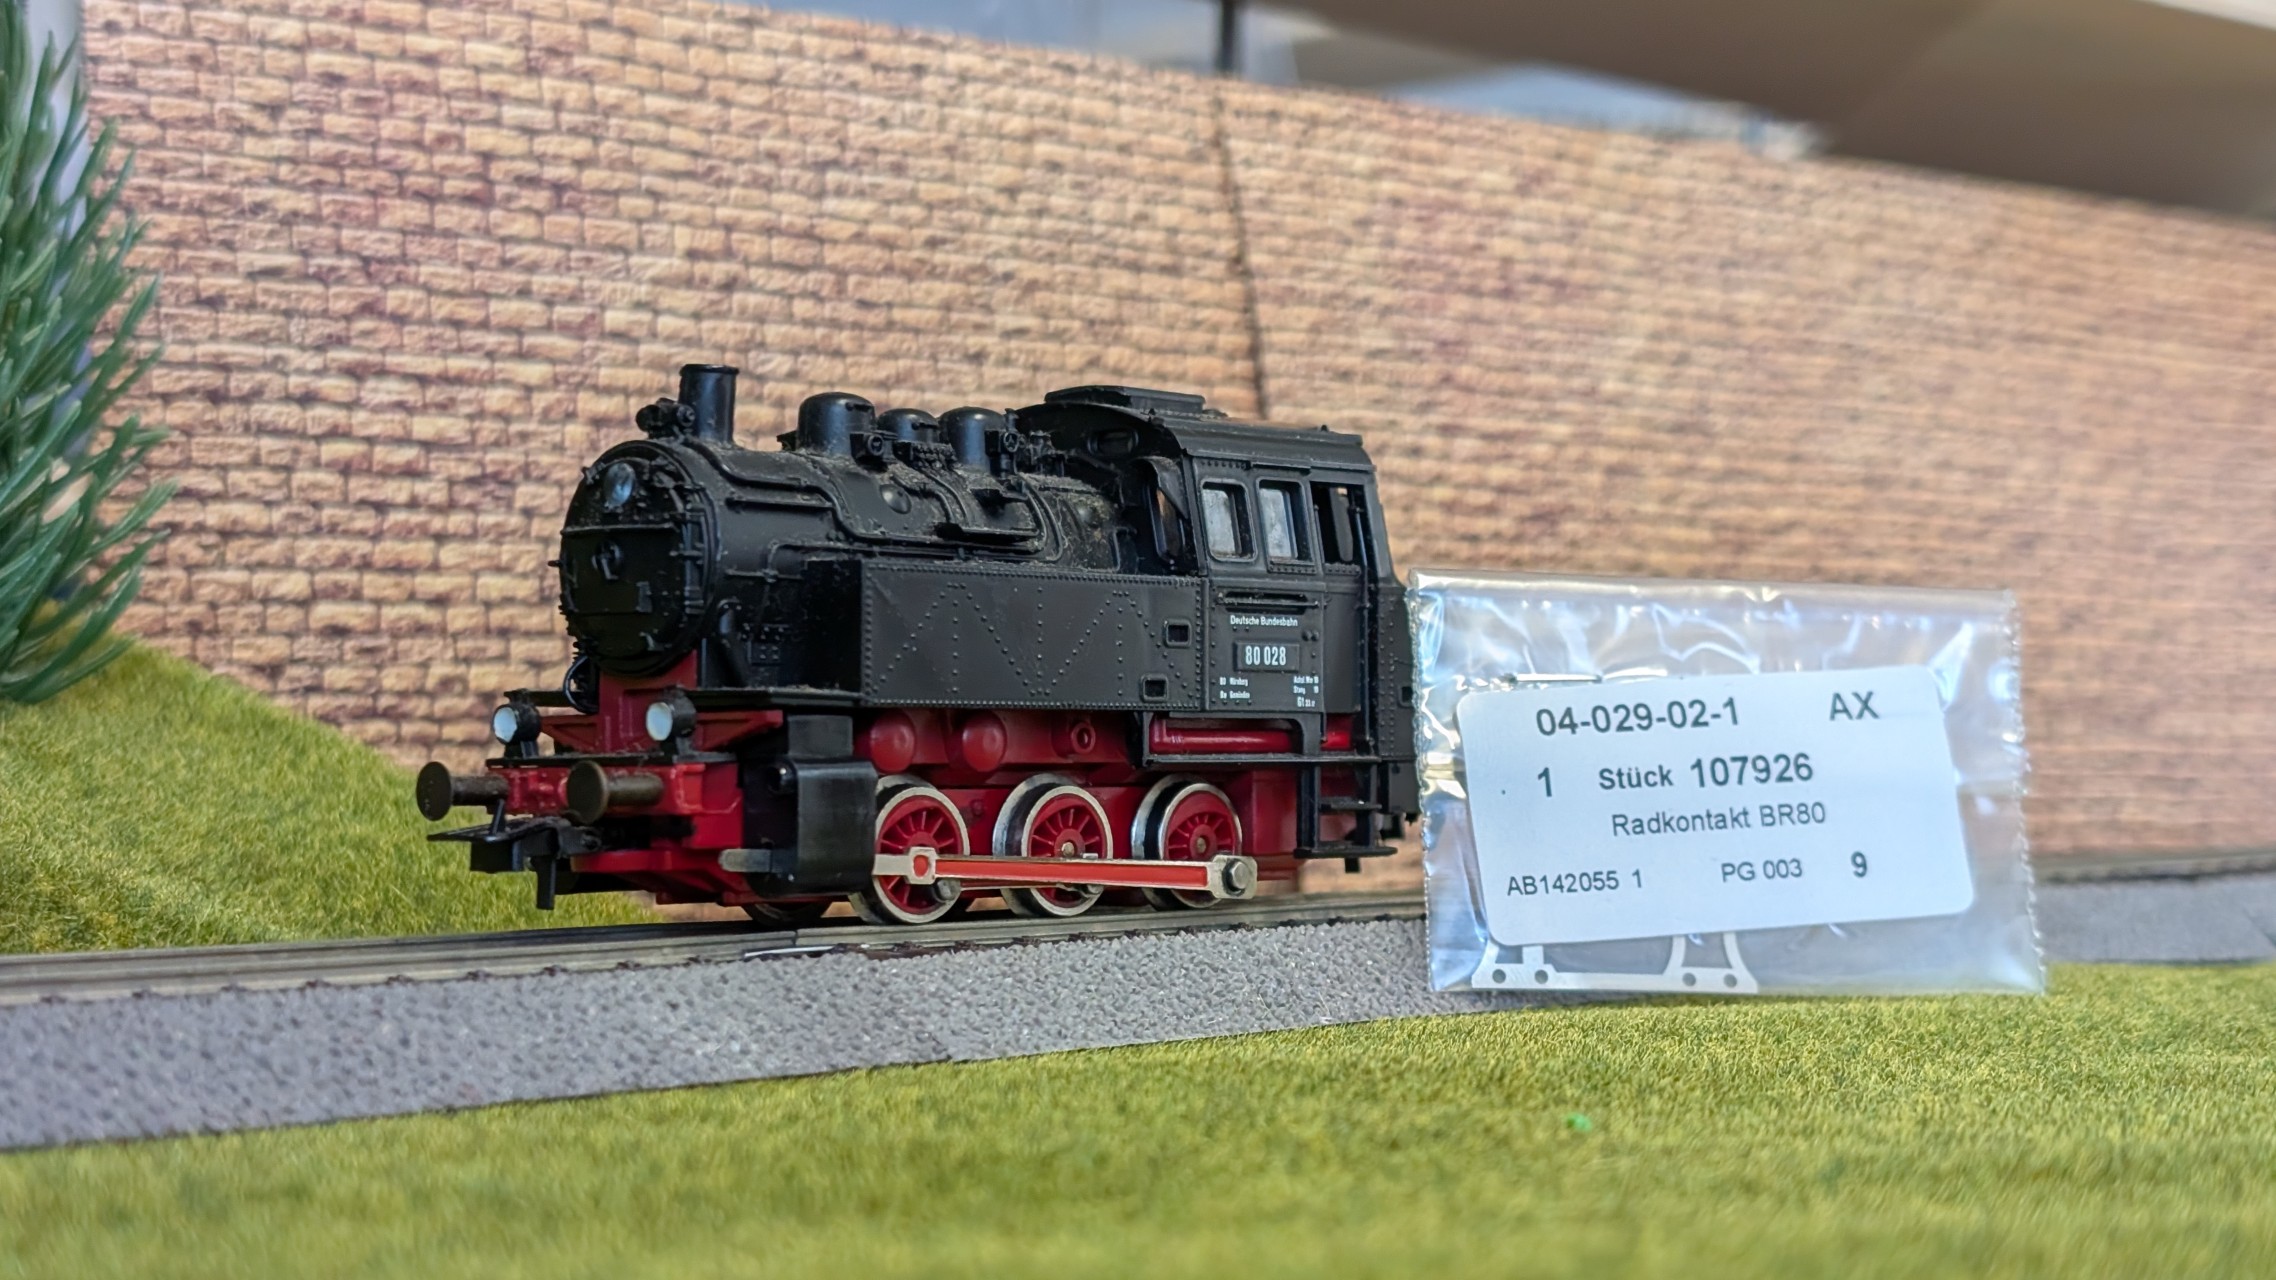 Deutsche Bundesbahn
80 028
04-029-02-1 AX
1 Stück 107926
Radkontakt BR80
AB142055 1 PG 003 9